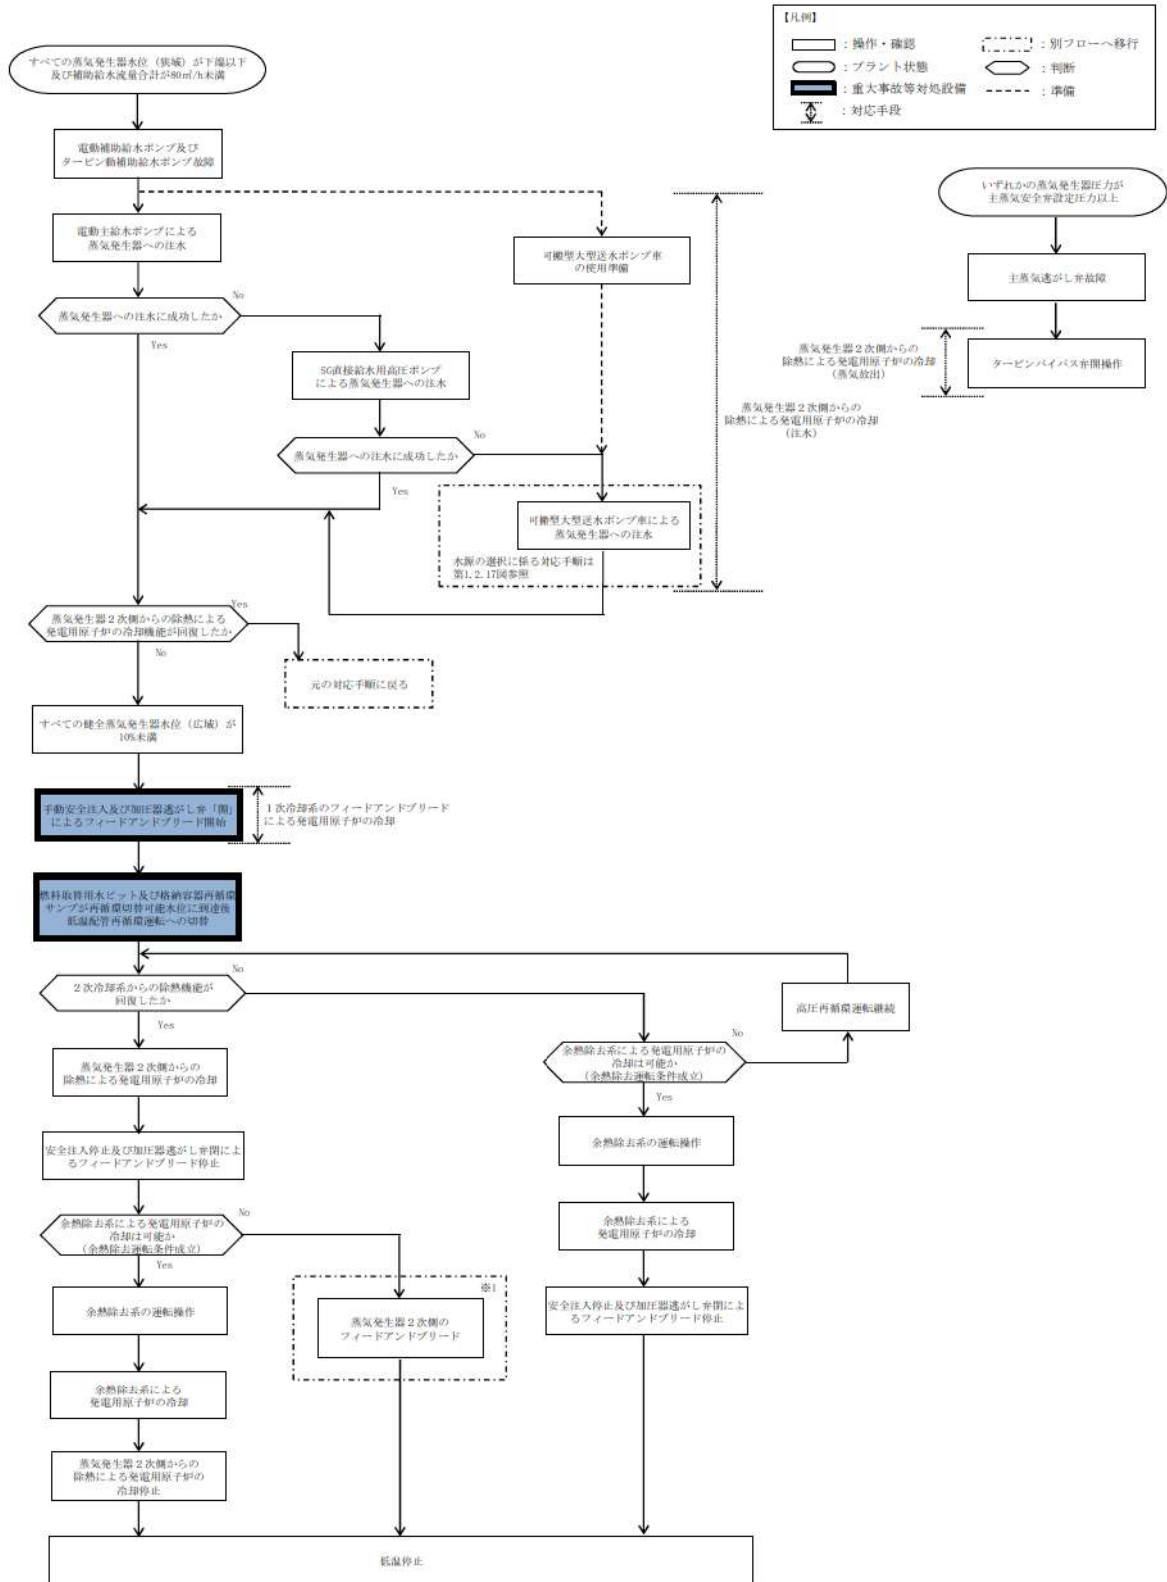 【凡例】
：操作・確認
：別フローへ移行
：プラント状態
：判断
：重大事故等対処設備
：準備
：対応手段
すべての蒸気発生器水位（狭域）が下端以下
及び補助給水流量合計が80㎥/h未満
電動補助給水ポンプ及び
タービン動補助給水ポンプ故障
電動主給水ポンプによる
蒸気発生器への注水
可搬型大型送水ポンプ車
の使用準備
蒸気発生器への注水に成功したか
No
Yes
SG直接給水用高圧ポンプ
による蒸気発生器への注水
蒸気発生器への注水に成功したか
No
Yes
可搬型大型送水ポンプ車による
蒸気発生器への注水
水源の選択に係る対応手順は
第1.2.17図参照
蒸気発生器２次側からの
除熱による発電用原子炉の冷却
（注水）
いずれかの蒸気発生器圧力が
主蒸気安全弁設定圧力以上
主蒸気逃がし弁故障
タービンバイパス弁開操作
蒸気発生器２次側からの
除熱による発電用原子炉の冷却
（蒸気放出）
蒸気発生器２次側からの除熱による
発電用原子炉の冷却機能が回復したか
Yes
No
元の対応手順に戻る
すべての健全蒸気発生器水位（広域）が
10%未満
手動安全注入及び加圧器逃がし弁「開」
によるフィードアンドブリード開始
１次冷却系のフィードアンドブリード
による発電用原子炉の冷却
燃料取替用水ピット及び格納容器再循環
サンプが再循環切替可能水位に到達後
低温配管再循環運転への切替
２次冷却系からの除熱機能が
回復したか
No
Yes
高圧再循環運転継続
余熱除去系による発電用原子炉の
冷却は可能か
（余熱除去運転条件成立）
No
Yes
蒸気発生器２次側からの
除熱による発電用原子炉の冷却
余熱除去系の運転操作
安全注入停止及び加圧器逃がし弁閉によ
るフィードアンドブリード停止
余熱除去系による
発電用原子炉の冷却
余熱除去系による発電用原子炉の
冷却は可能か
（余熱除去運転条件成立）
No
Yes
安全注入停止及び加圧器逃がし弁閉によ
るフィードアンドブリード停止
※1
蒸気発生器２次側の
フィードアンドブリード
余熱除去系の運転操作
余熱除去系による
発電用原子炉の冷却
蒸気発生器２次側からの
除熱による発電用原子炉の
冷却停止
低温停止